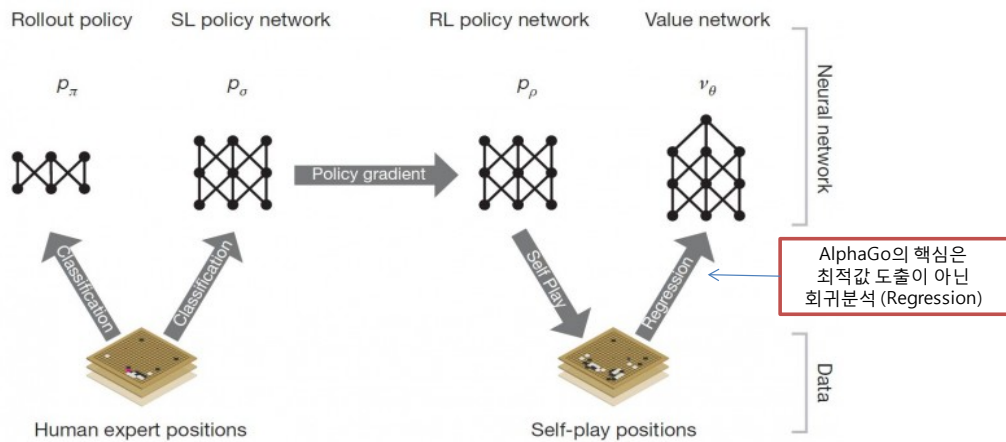 Rollout policy
SL policy network
RL policy network
Value network
pπ
pσ
pρ
νθ
Neural network
Policy gradient
Classification
Classification
Self Play
Regression
AlphaGo의 핵심은
최적값 도출이 아닌
회귀분석 (Regression)
Data
Human expert positions
Self-play positions